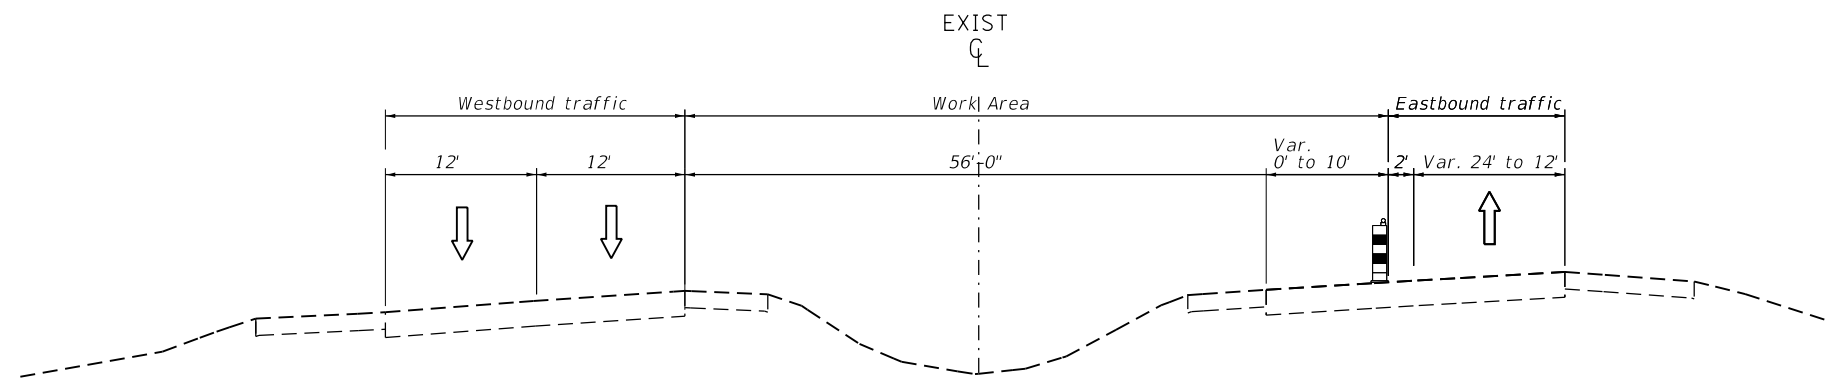 EXIST
CL
Westbound traffic
Work Area
Eastbound traffic
Var.
12'
12'
56'-0"
0' to 10'
2'
Var. 24' to 12'